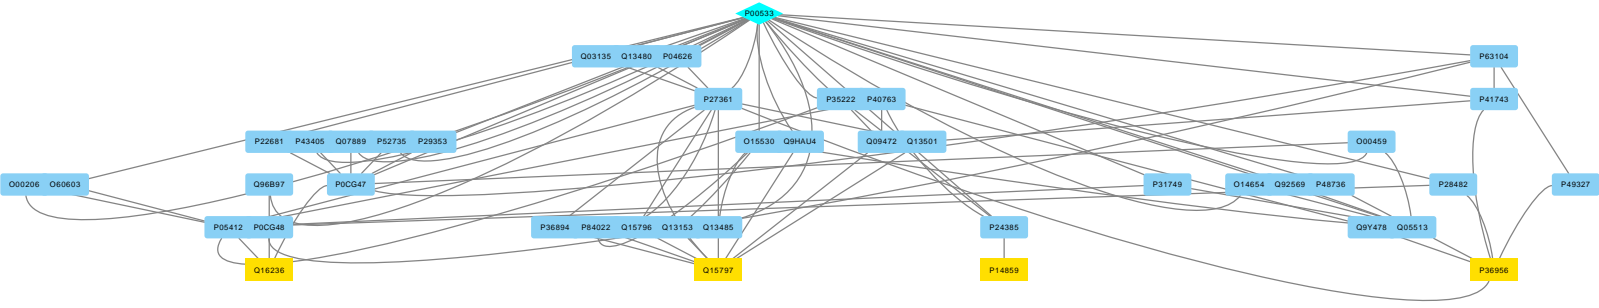 P00533
Q03135 Q13480 P04626 P63104
P27361 P35222 P40763 P41743
P22681 P43405 Q07889 P52735 P29353 O15530 Q9HAU4 Q09472 Q13501 O00459
O00206 O60603 Q96B97 P0CG47 P31749 O14654 Q92569 P48736 P28482 P49327
P05412 P0CG48 P36894 P84022 Q15796 Q13153 Q13485 P24385 Q9Y478 Q05513
Q16236 Q15797 P14859 P36956